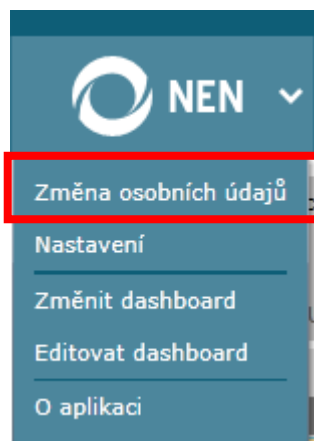 NEN
Změna osobních údajů
Nastavení
Změnit dashboard
Editovat dashboard
O aplikaci